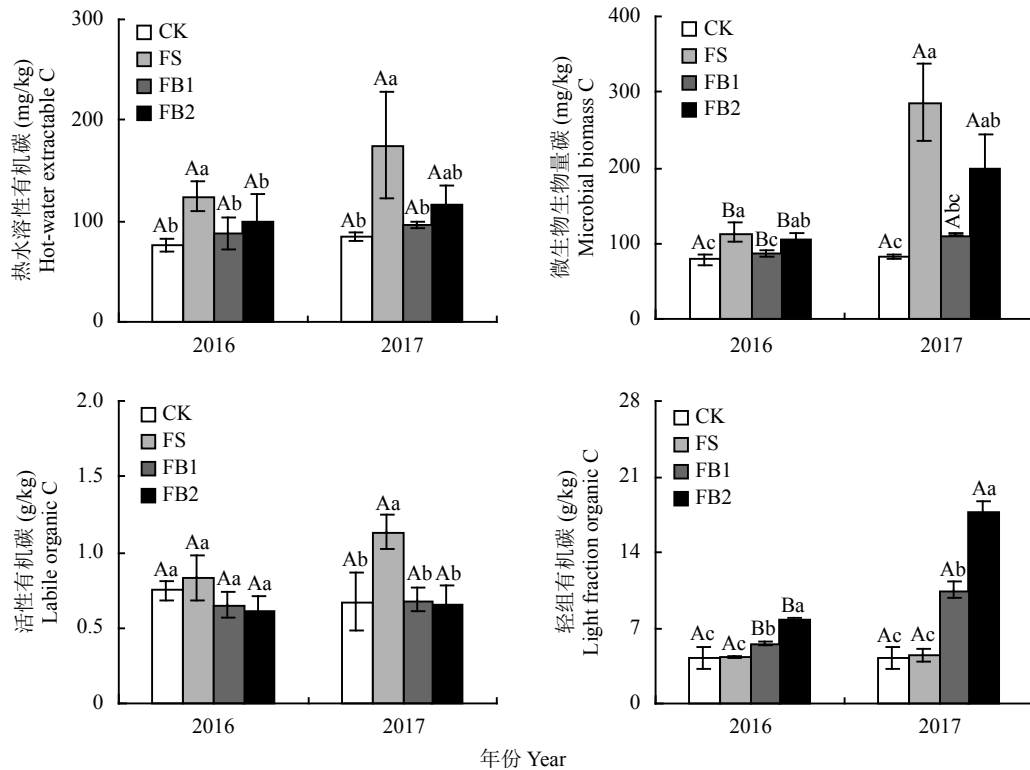 热水溶性有机碳 (mg/kg)
Hot-water extractable C
300
200
100
0
CK
FS
FB1
FB2
Ab
Aa
Ab
Ab
Ab
Aa
Ab
Aab
2016
2017
微生物生物量碳 (mg/kg)
Microbial biomass C
400
300
200
100
0
CK
FS
FB1
FB2
Ac
Ba
Bc
Bab
Ac
Aa
Abc
Aab
2016
2017
活性有机碳 (g/kg)
Labile organic C
2.0
1.5
1.0
0.5
0
CK
FS
FB1
FB2
Aa
Aa
Aa
Aa
Ab
Aa
Ab
Ab
2016
2017
轻组有机碳 (g/kg)
Light fraction organic C
28
21
14
7
0
CK
FS
FB1
FB2
Ac
Ac
Bb
Ba
Ac
Ac
Ab
Aa
2016
2017
年份 Year